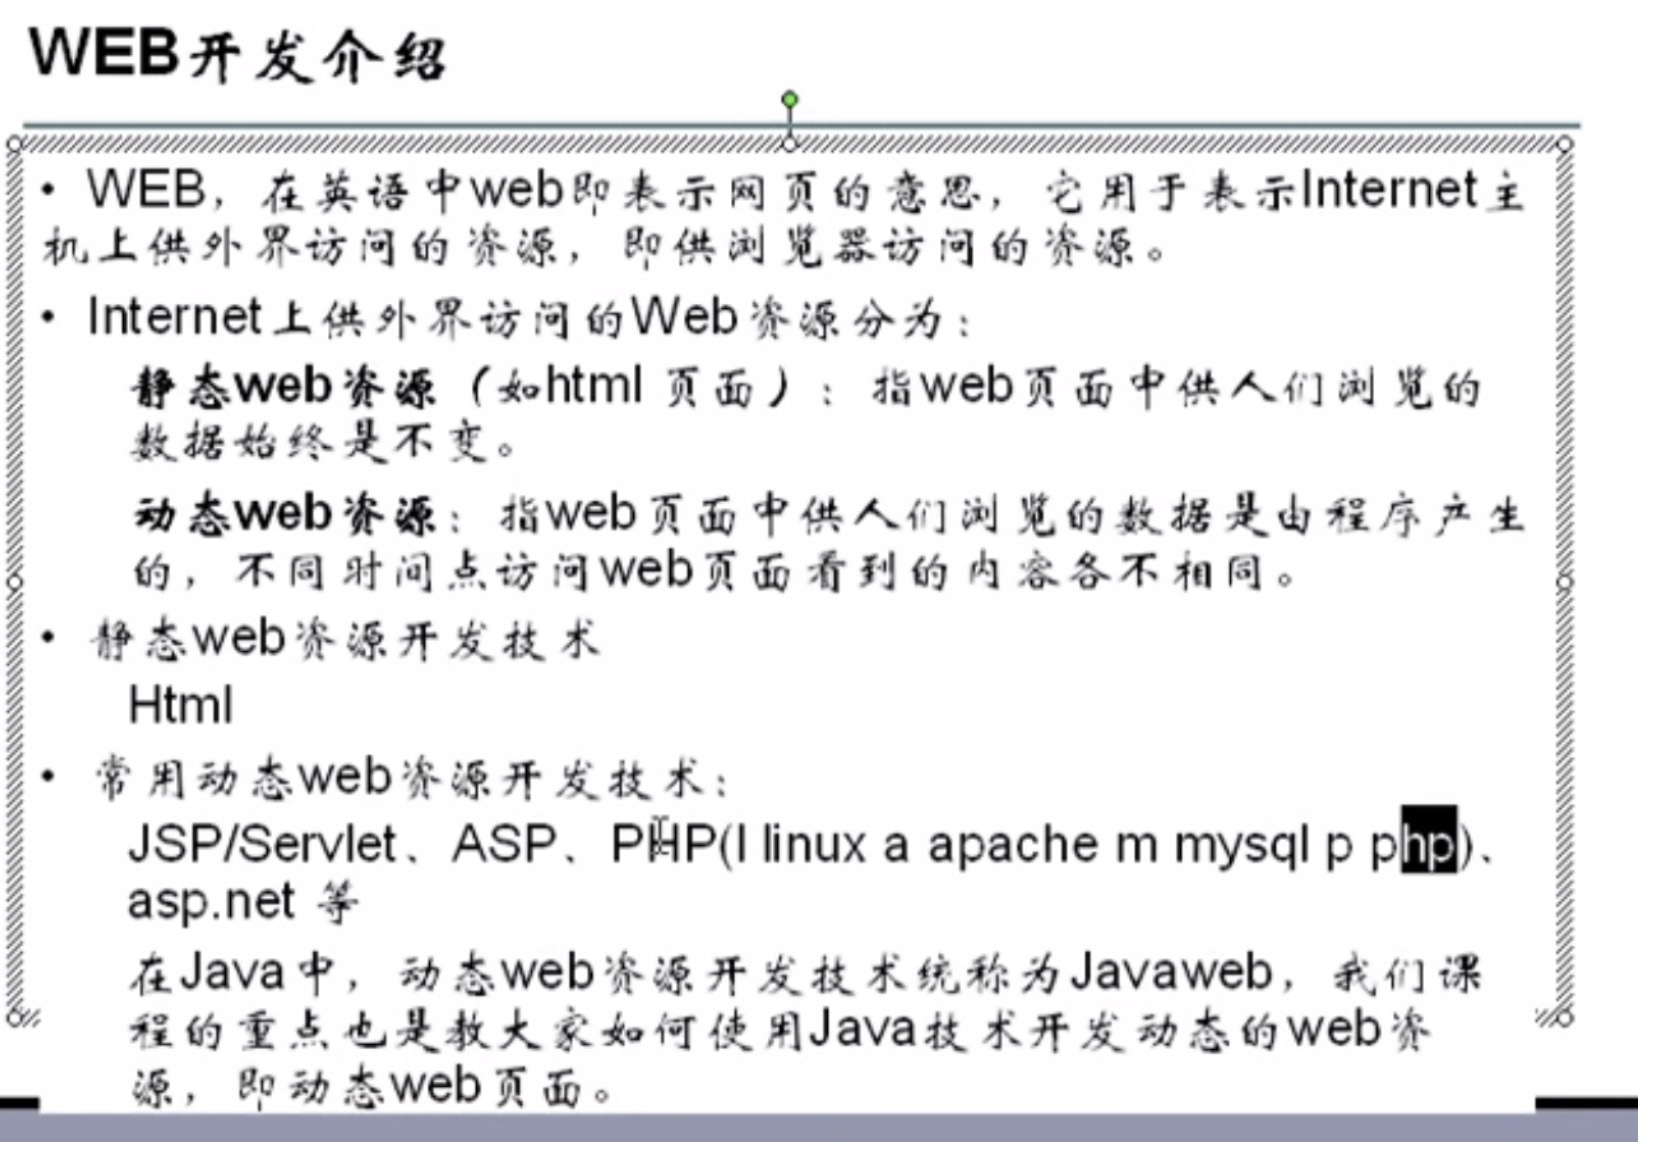 WEB开发介绍
• WEB，在英语中web即表示网页的意思，它用于表示Internet主
机上供外界访问的资源，即供浏览器访问的资源。
• Internet上供外界访问的Web资源分为：
静态web资源（如html 页面）：指web页面中供人们浏览的
数据始终是不变。
动态web资源：指web页面中供人们浏览的数据是由程序产生
的，不同时间点访问web页面看到的内容各不相同。
• 静态web资源开发技术
Html
• 常用动态web资源开发技术：
JSP/Servlet、ASP、PHP(l linux a apache m mysql p php)、
asp.net 等
在Java中，动态web资源开发技术统称为Javaweb，我们课
程的重点也是教大家如何使用Java技术开发动态的web资
源，即动态web页面。